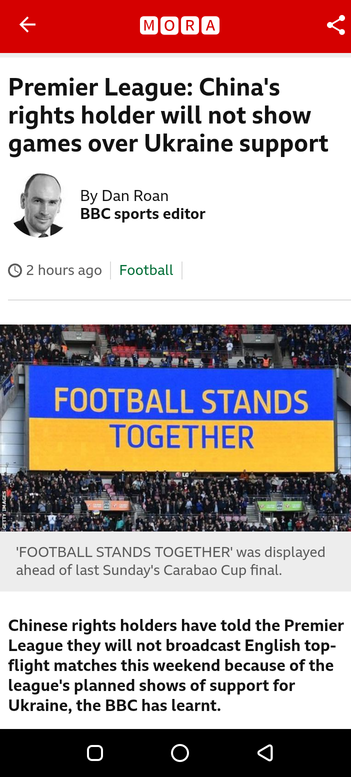 MORA
Premier League: China's
rights holder will not show
games over Ukraine support
By Dan Roan
BBC sports editor
2 hours ago
Football
FOOTBALL STANDS
TOGETHER
LG
GETTY IMAGES
'FOOTBALL STANDS TOGETHER' was displayed
ahead of last Sunday's Carabao Cup final.
Chinese rights holders have told the Premier
League they will not broadcast English top-
flight matches this weekend because of the
league's planned shows of support for
Ukraine, the BBC has learnt.